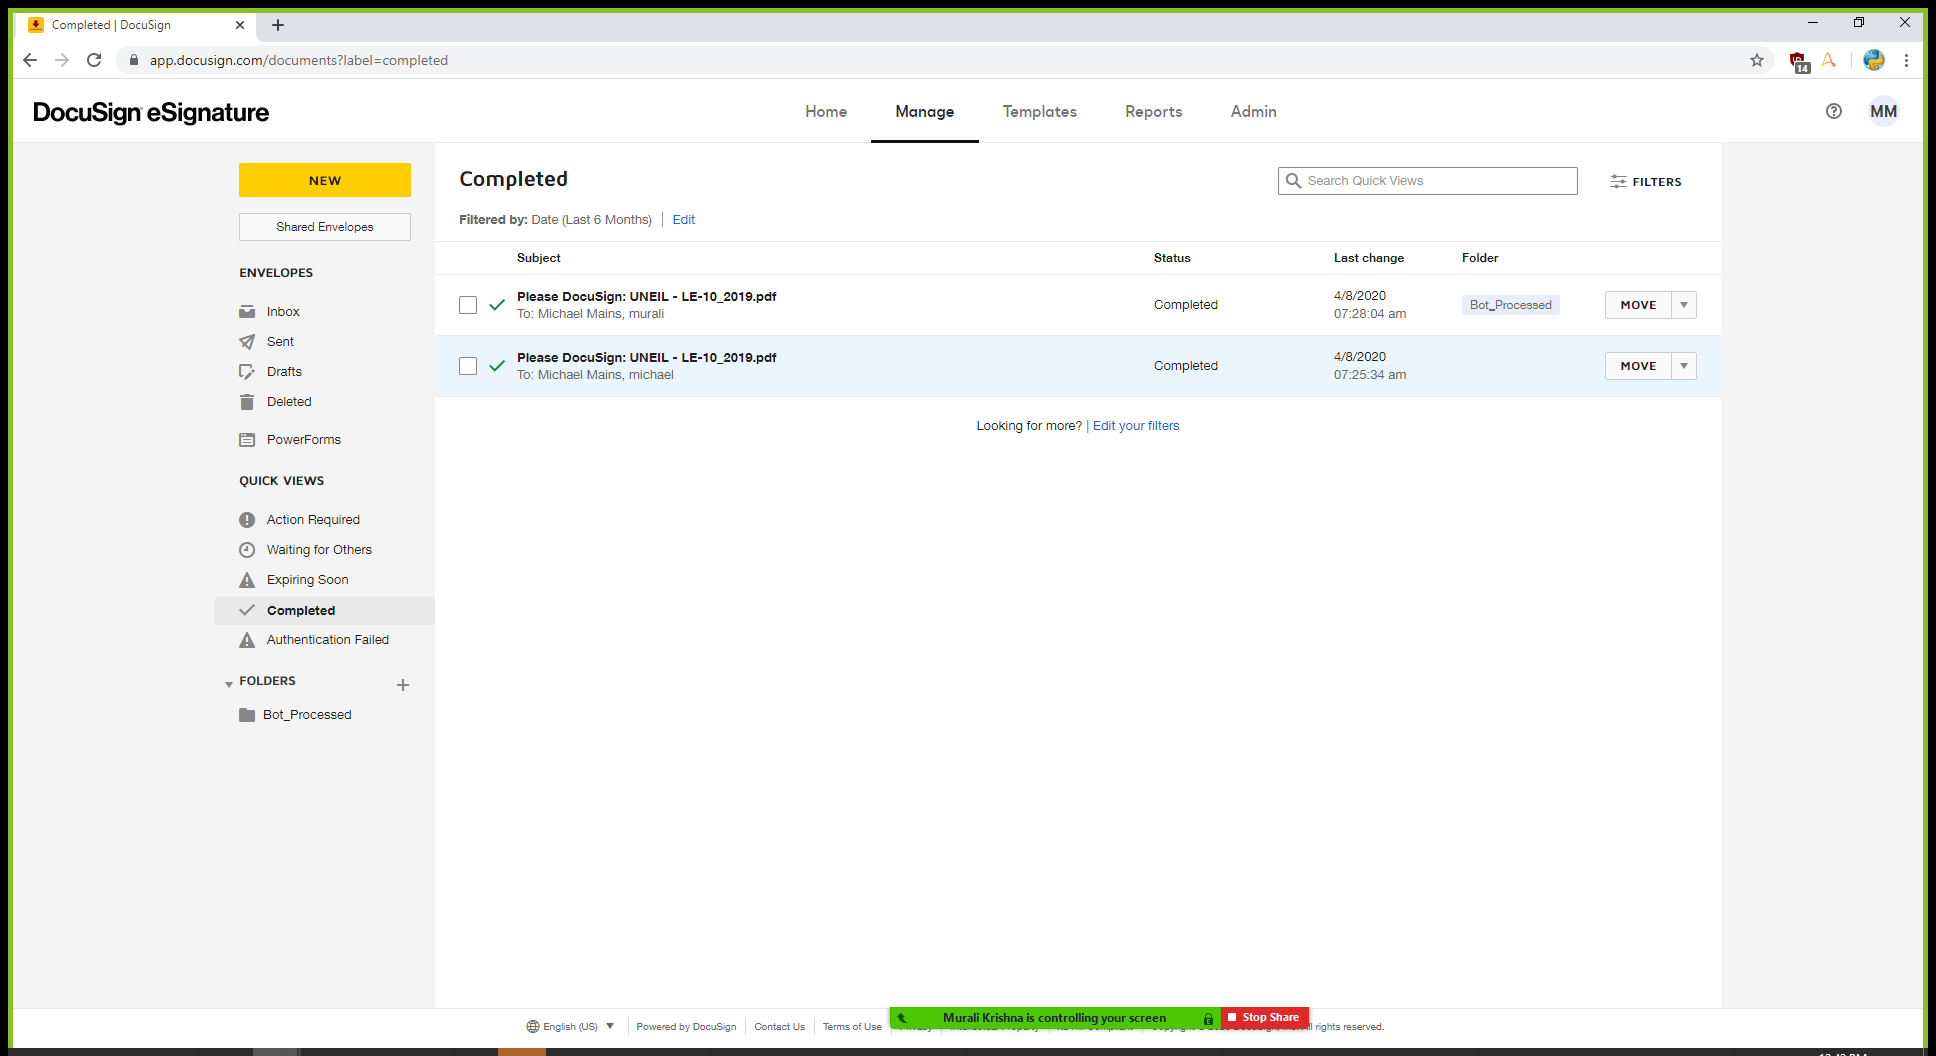 Completed | DocuSign
app.docusign.com/documents?label=completed
14
DocuSign eSignature
Home
Manage
Templates
Reports
Admin
MM
NEW
Shared Envelopes
ENVELOPES
Inbox
Sent
Drafts
Deleted
PowerForms
QUICK VIEWS
Action Required
Waiting for Others
Expiring Soon
Completed
Authentication Failed
FOLDERS
Bot_Processed
Completed
Search Quick Views
FILTERS
Filtered by: Date (Last 6 Months) | Edit
Subject
Status
Last change
Folder
Please DocuSign: UNEIL - LE-10_2019.pdf
To: Michael Mains, murali
Completed
4/8/2020
07:28:04 am
Bot_Processed
MOVE
Please DocuSign: UNEIL - LE-10_2019.pdf
To: Michael Mains, michael
Completed
4/8/2020
07:25:34 am
MOVE
Looking for more? | Edit your filters
English (US)
Powered by DocuSign
Contact Us
Terms of Use
rights reserved.
Murali Krishna is controlling your screen
Stop Share